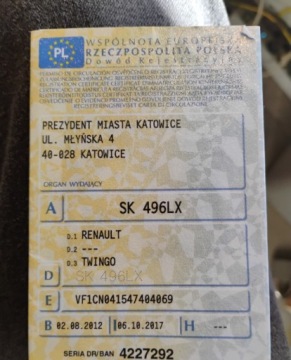 PL
WSPÓLNOTA EUROPEJSKA
RZECZPOSPOLITA POLSKA
Dowód Rejestracyjny
PREZYDENT MIASTA KATOWICE
UL. MŁYŃSKA 4
40-028 KATOWICE
ORGAN WYDAJĄCY
A SK 496LX
D.1 RENAULT
D.2 ---
D.3 TWINGO
D SK 496LX
E VF1CN041547404069
B 02.08.2012 I 06.10.2017 H ---
SERIA DR/BAN 4227292